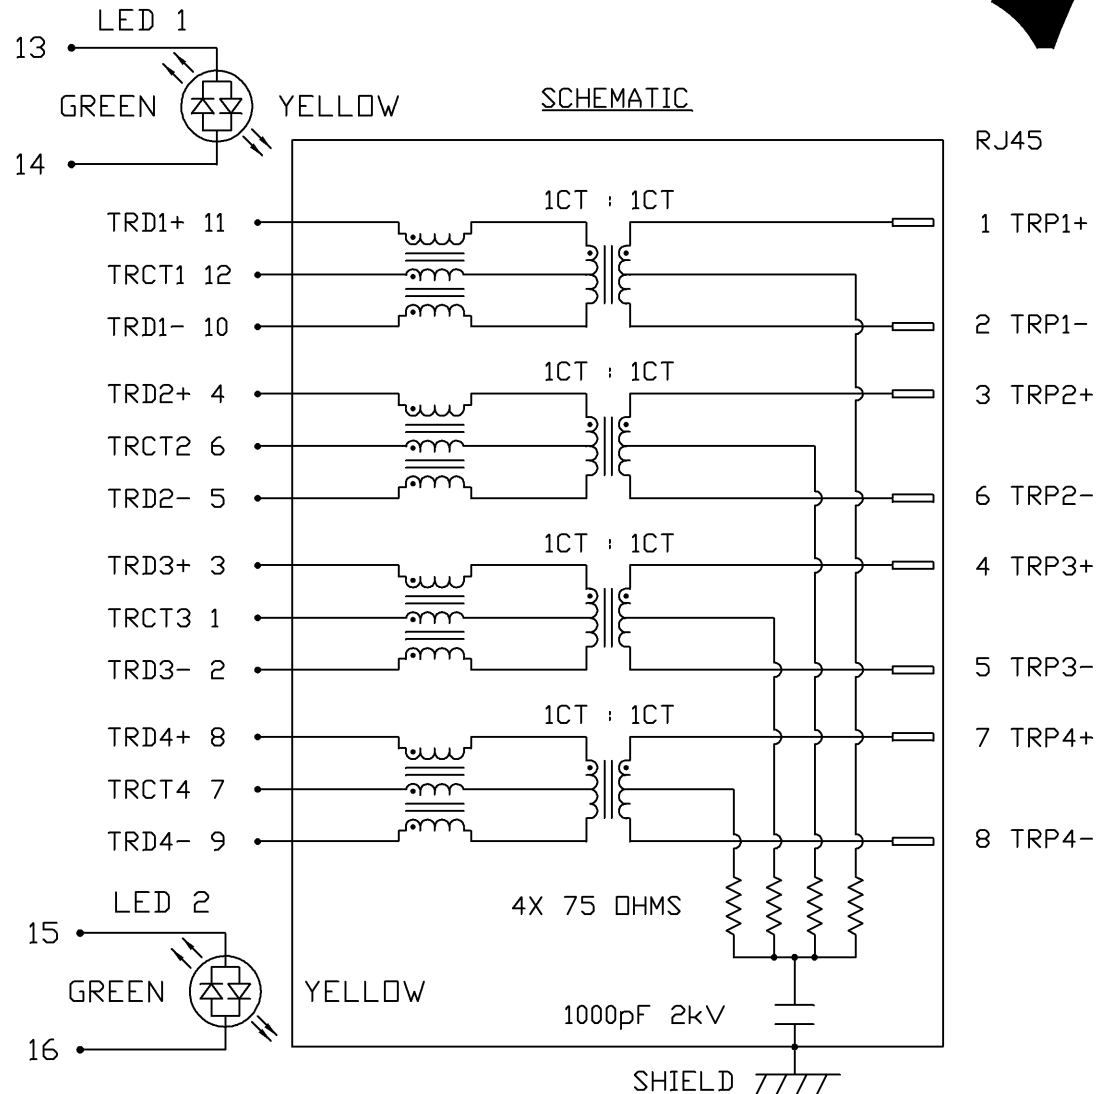 LED 1
13
GREEN YELLOW
14
SCHEMATIC
RJ45
1CT : 1CT
TRD1+ 11 1 TRP1+
TRCT1 12
TRD1- 10 2 TRP1-
1CT : 1CT
TRD2+ 4 3 TRP2+
TRCT2 6
TRD2- 5 6 TRP2-
1CT : 1CT
TRD3+ 3 4 TRP3+
TRCT3 1
TRD3- 2 5 TRP3-
1CT : 1CT
TRD4+ 8 7 TRP4+
TRCT4 7
TRD4- 9 8 TRP4-
4X 75 OHMS
LED 2
15
GREEN YELLOW
16
1000pF 2kV
SHIELD